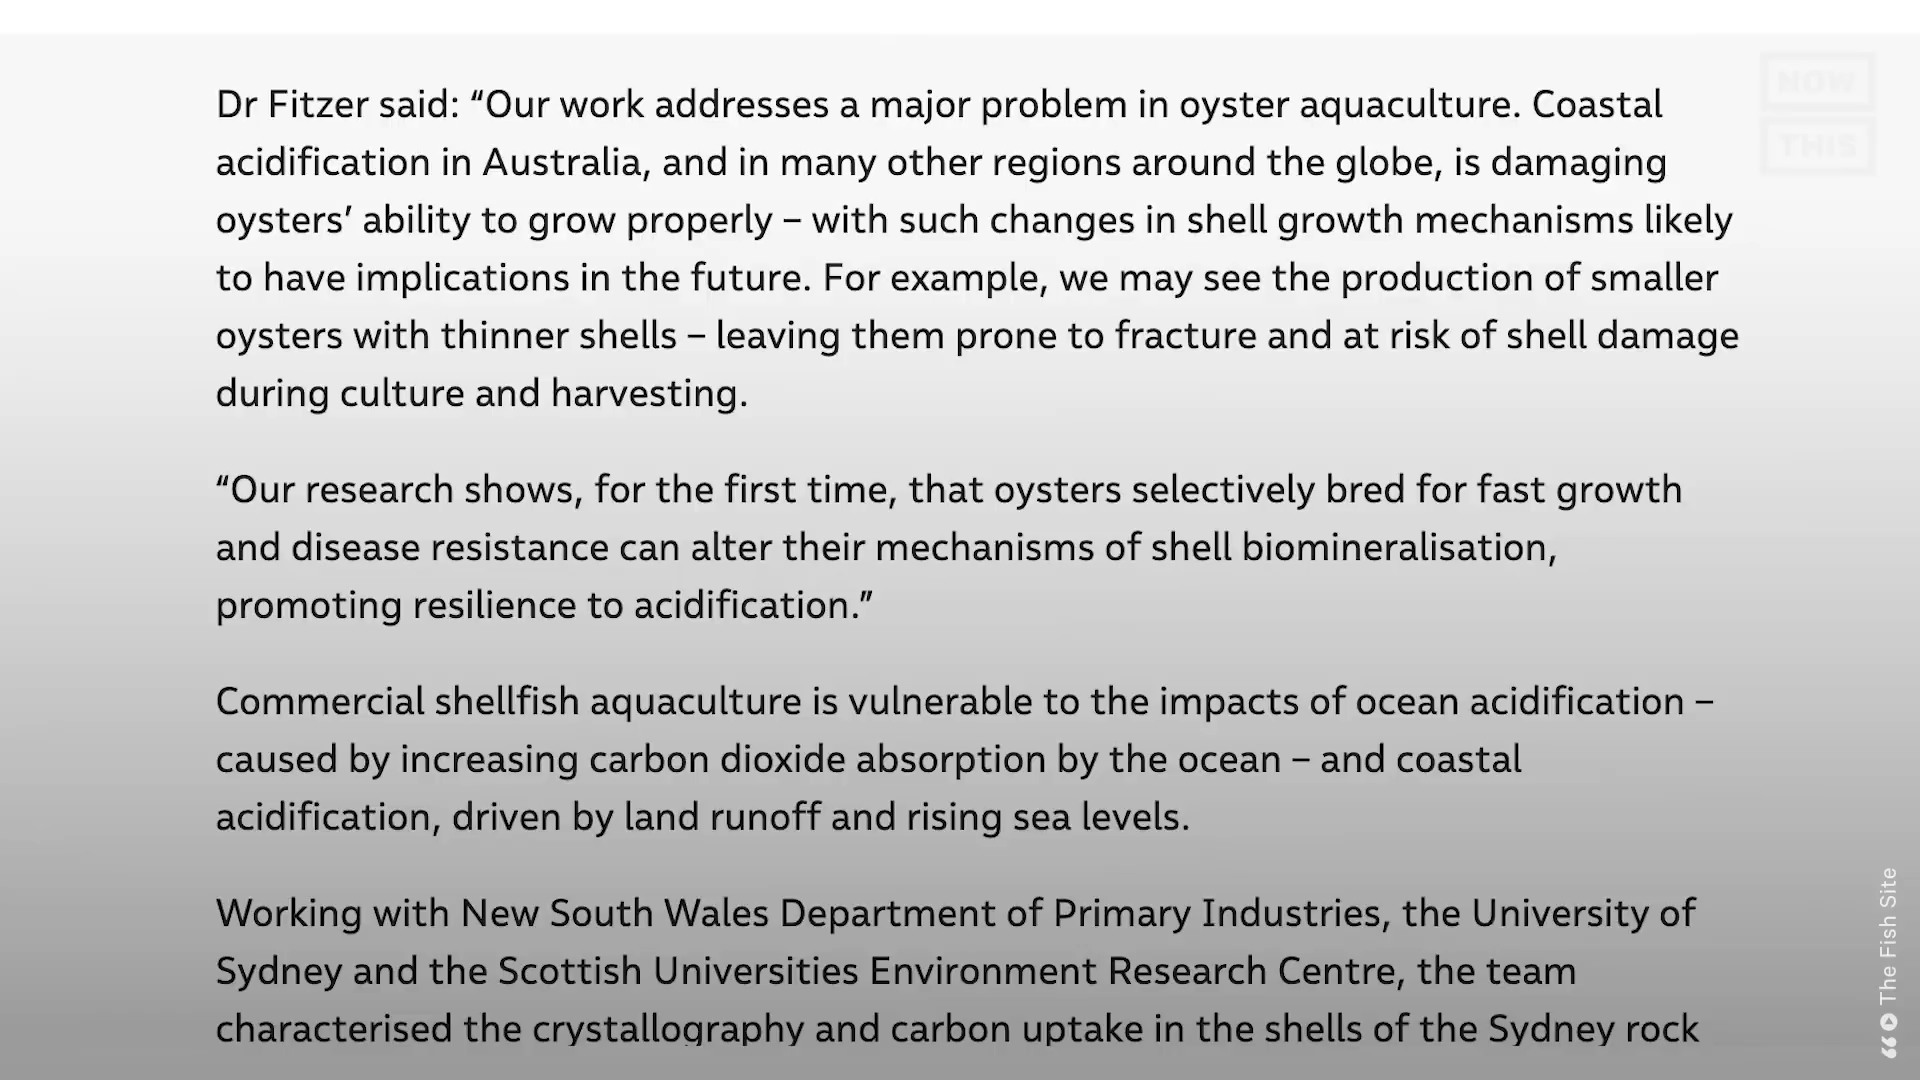 NOW
THIS
Dr Fitzer said: “Our work addresses a major problem in oyster aquaculture. Coastal
acidification in Australia, and in many other regions around the globe, is damaging
oysters’ ability to grow properly – with such changes in shell growth mechanisms likely
to have implications in the future. For example, we may see the production of smaller
oysters with thinner shells – leaving them prone to fracture and at risk of shell damage
during culture and harvesting.
“Our research shows, for the first time, that oysters selectively bred for fast growth
and disease resistance can alter their mechanisms of shell biomineralisation,
promoting resilience to acidification.”
Commercial shellfish aquaculture is vulnerable to the impacts of ocean acidification –
caused by increasing carbon dioxide absorption by the ocean – and coastal
acidification, driven by land runoff and rising sea levels.
Working with New South Wales Department of Primary Industries, the University of
Sydney and the Scottish Universities Environment Research Centre, the team
characterised the crystallography and carbon uptake in the shells of the Sydney rock
The Fish Site